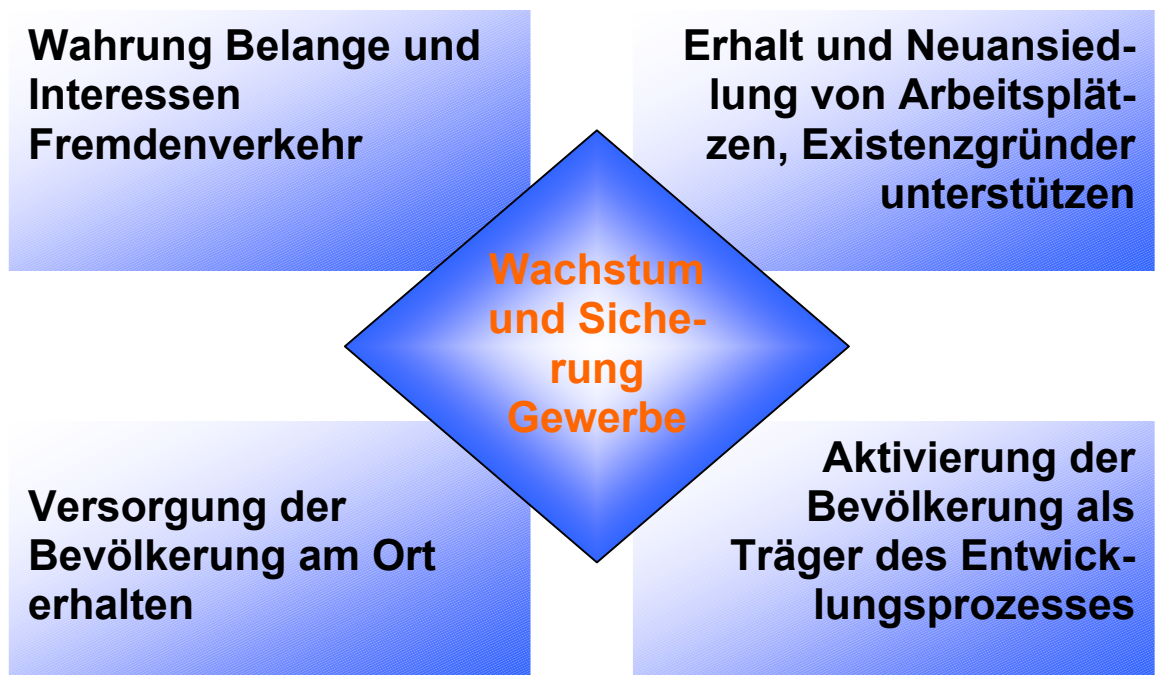 Wahrung Belange und
Interessen
Fremdenverkehr
Erhalt und Neuansied-
lung von Arbeitsplät-
zen, Existenzgründer
unterstützen
Wachstum
und Siche-
rung
Gewerbe
Versorgung der
Bevölkerung am Ort
erhalten
Aktivierung der
Bevölkerung als
Träger des Entwick-
lungsprozesses